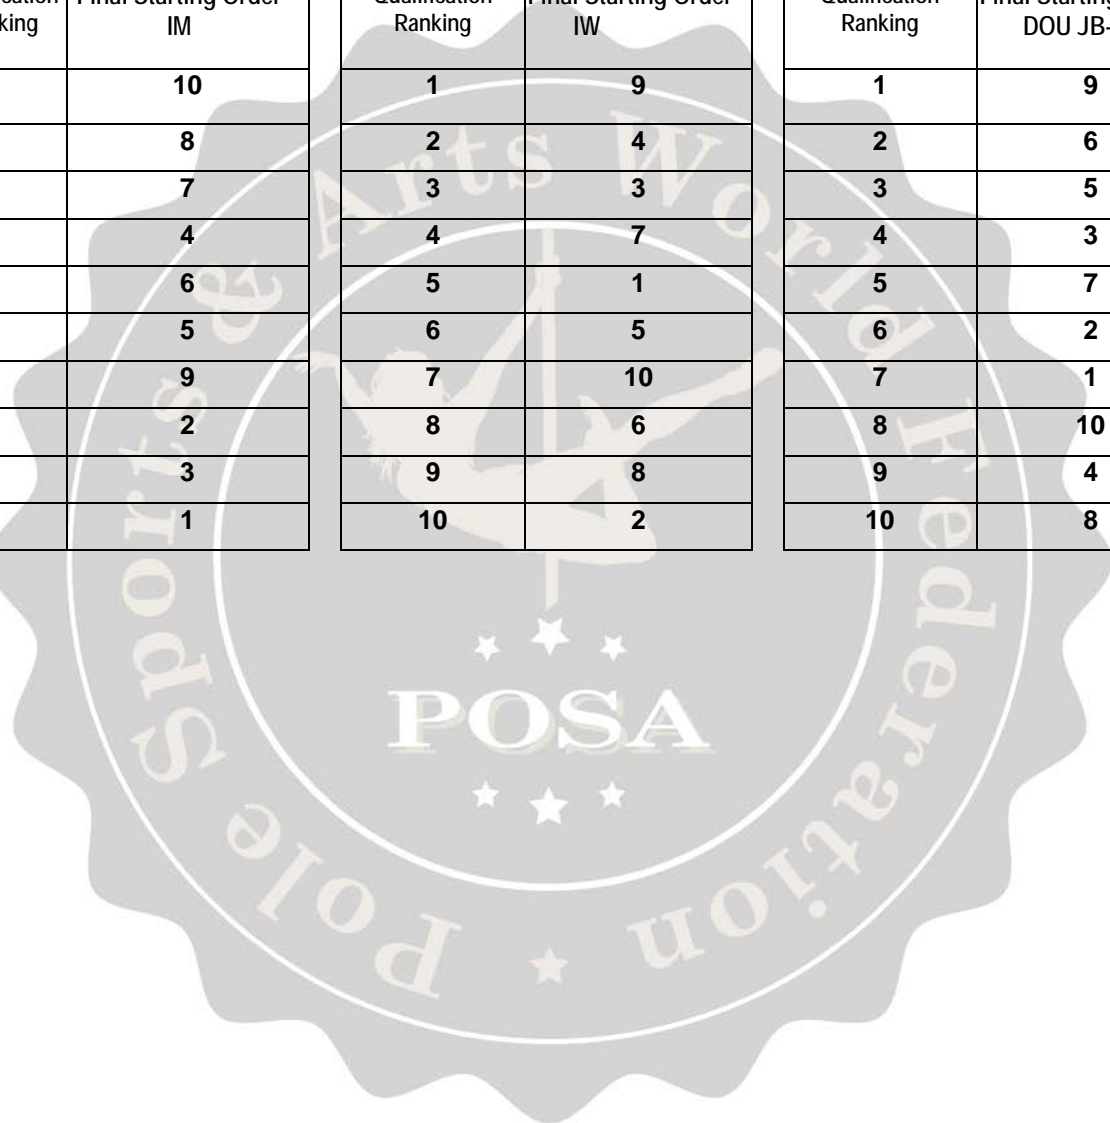 Final Starting Order Qualification Final Starting Order Qualification
Ranking IM Ranking IW Ranking DOU JB-
10 1 9 1 9
8 2 4 2 6
7 3 3 3 5
4 4 7 4 3
6 5 1 5 7
5 6 5 6 2
9 7 10 7 1
2 8 6 8 10
3 9 8 9 4
1 10 2 10 8
Pole Sports & Arts World Federation
POSA